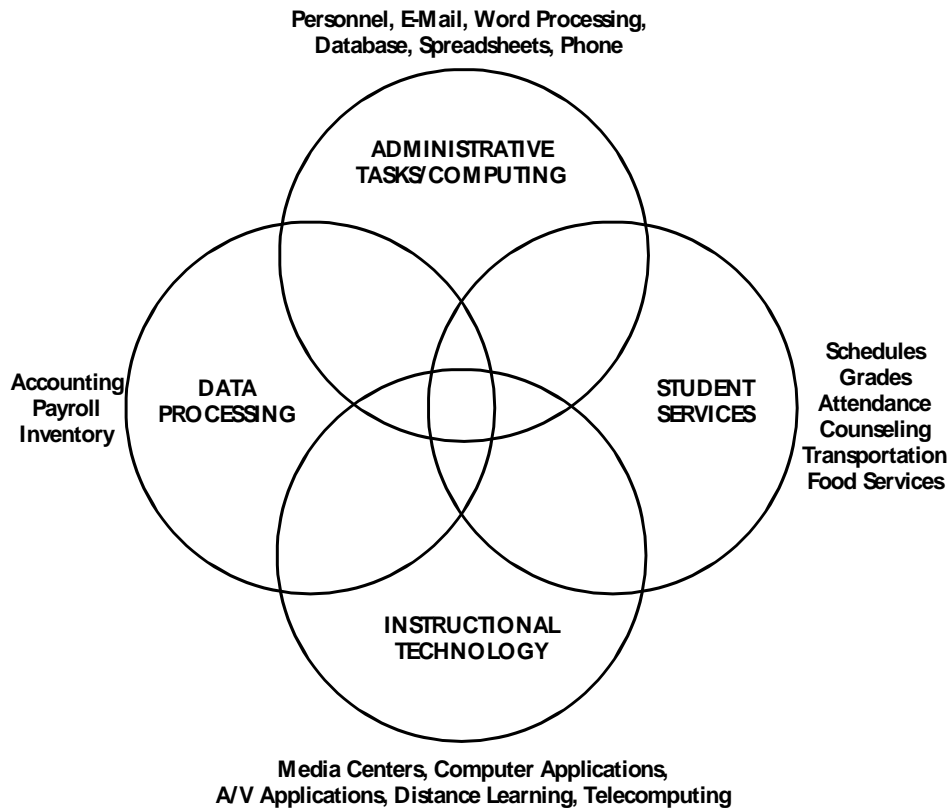 Personnel, E-Mail, Word Processing,
Database, Spreadsheets, Phone
ADMINISTRATIVE
TASKS/COMPUTING
Accounting
Payroll
Inventory
DATA
PROCESSING
STUDENT
SERVICES
Schedules
Grades
Attendance
Counseling
Transportation
Food Services
INSTRUCTIONAL
TECHNOLOGY
Media Centers, Computer Applications,
A/V Applications, Distance Learning, Telecomputing